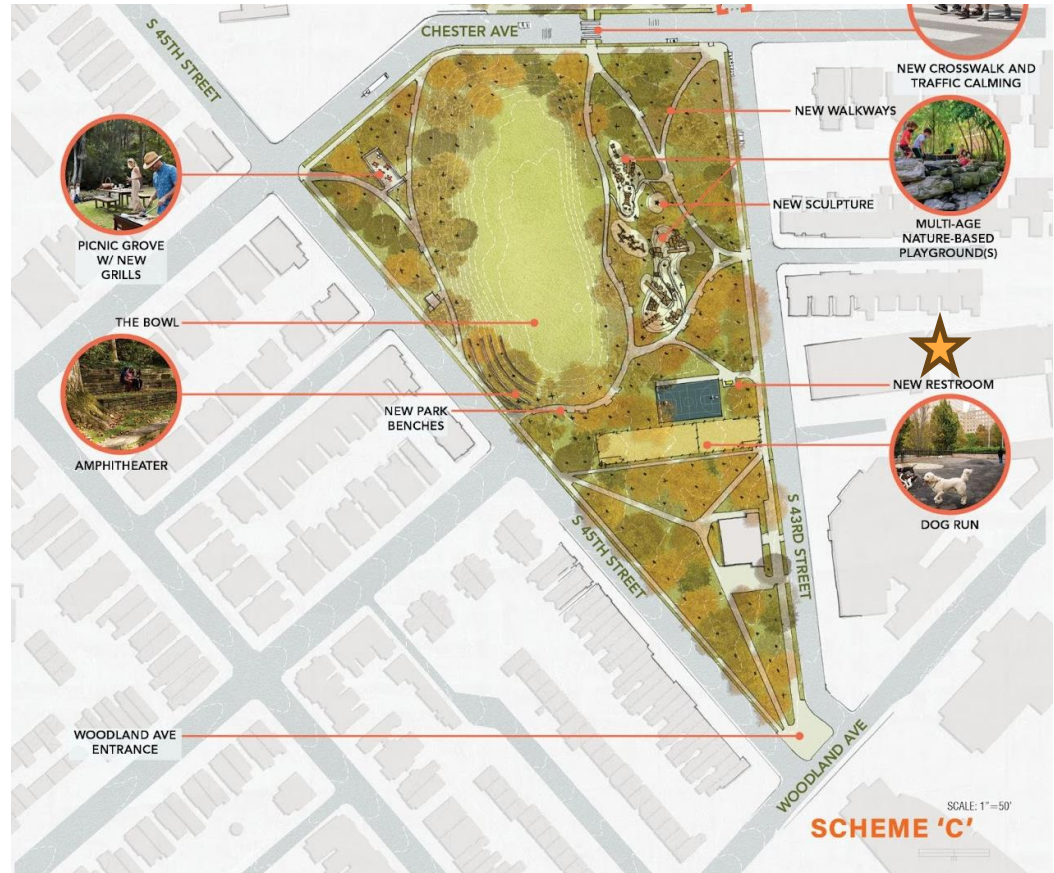 S 45TH STREET
CHESTER AVE
NEW CROSSWALK AND
TRAFFIC CALMING
NEW WALKWAYS
PICNIC GROVE
W/ NEW
GRILLS
NEW SCULPTURE
MULTI-AGE
NATURE-BASED
PLAYGROUND(S)
THE BOWL
NEW RESTROOM
NEW PARK
BENCHES
AMPHITHEATER
DOG RUN
S 45TH STREET
S 43RD STREET
WOODLAND AVE
ENTRANCE
WOODLAND AVE
SCALE: 1"=50'
SCHEME 'C'